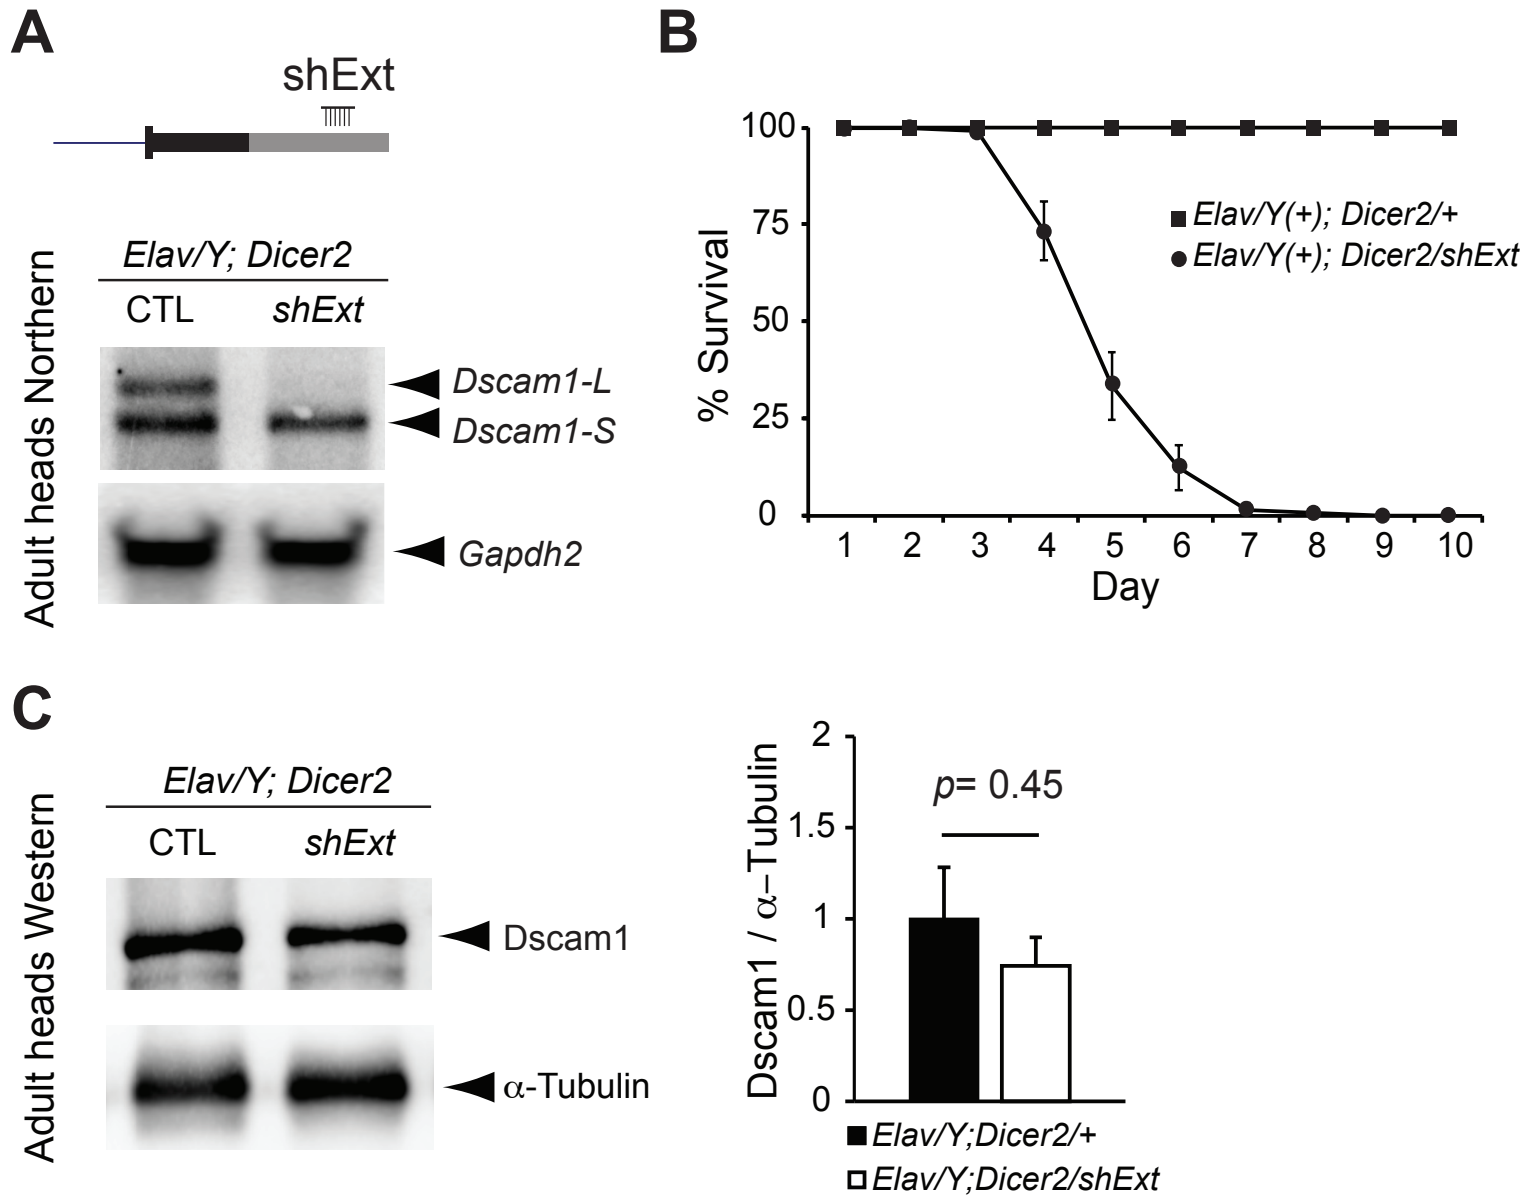 A
shExt
Adult heads Northern
Elav/Y; Dicer2
CTL shExt
Dscam1-L
Dscam1-S
Gapdh2
B
% Survival
100
75
50
25
0
1 2 3 4 5 6 7 8 9 10
Day
Elav/Y(+); Dicer2/+
Elav/Y(+); Dicer2/shExt
C
Adult heads Western
Elav/Y; Dicer2
CTL shExt
Dscam1
α-Tubulin
Dscam1 / α–Tubulin
2
1.5
1
0.5
0
p= 0.45
Elav/Y;Dicer2/+
Elav/Y;Dicer2/shExt